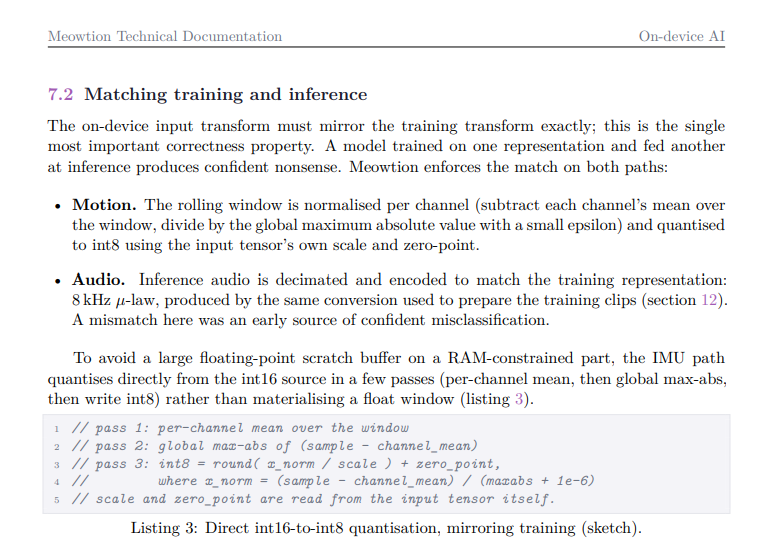 Meowtion Technical Documentation On-device AI
7.2 Matching training and inference
The on-device input transform must mirror the training transform exactly; this is the single
most important correctness property. A model trained on one representation and fed another
at inference produces confident nonsense. Meowtion enforces the match on both paths:
• Motion. The rolling window is normalised per channel (subtract each channel's mean over
the window, divide by the global maximum absolute value with a small epsilon) and quantised
to int8 using the input tensor's own scale and zero-point.
• Audio. Inference audio is decimated and encoded to match the training representation:
8 kHz μ-law, produced by the same conversion used to prepare the training clips (section 12).
A mismatch here was an early source of confident misclassification.
To avoid a large floating-point scratch buffer on a RAM-constrained part, the IMU path
quantises directly from the int16 source in a few passes (per-channel mean, then global max-abs,
then write int8) rather than materialising a float window (listing 3).
1 // pass 1: per-channel mean over the window
2 // pass 2: global max-abs of (sample - channel_mean)
3 // pass 3: int8 = round( x_norm / scale ) + zero_point,
4 // where x_norm = (sample - channel_mean) / (maxabs + 1e-6)
5 // scale and zero_point are read from the input tensor itself.
Listing 3: Direct int16-to-int8 quantisation, mirroring training (sketch).